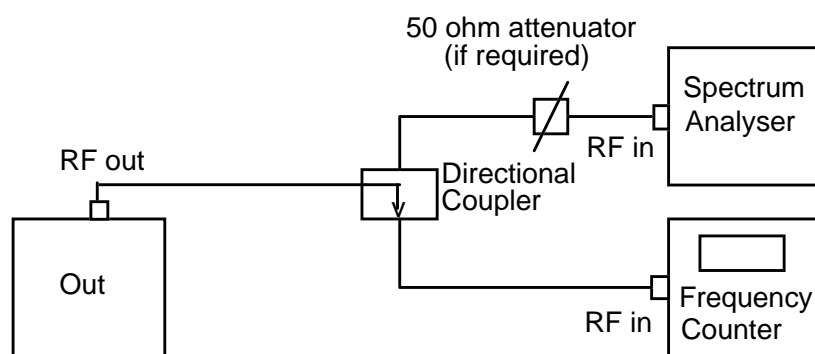 50 ohm attenuator
(if required)
Spectrum
Analyser
RF in
RF out
Directional
Coupler
Out
Frequency
Counter
RF in